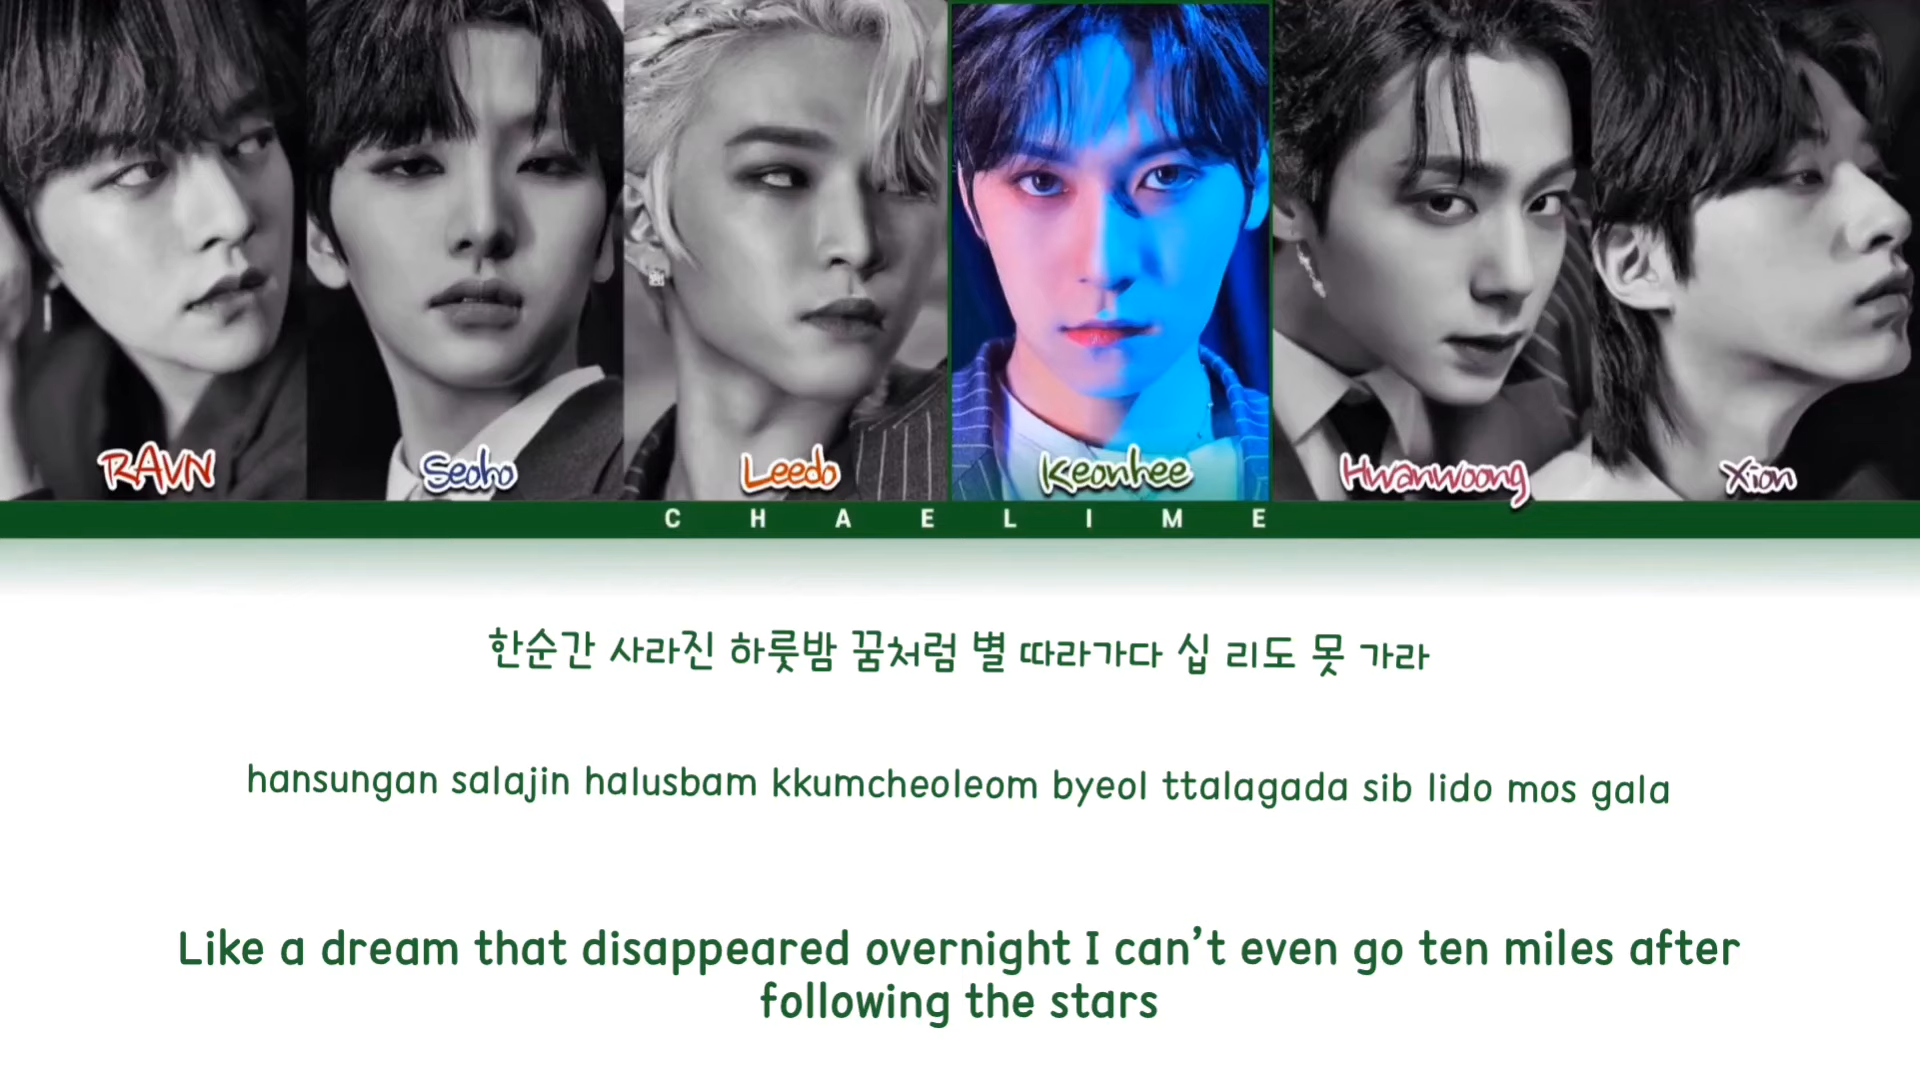 RAVN Seoho Leedo Keonhee Hwanwoong Xion
CHAELIME
한순간 사라진 하룻밤 꿈처럼 별 따라가다 십 리도 못 가라
hansungan salajin halusbam kkumcheoleom byeol ttalagada sib lido mos gala
Like a dream that disappeared overnight I can’t even go ten miles after
following the stars